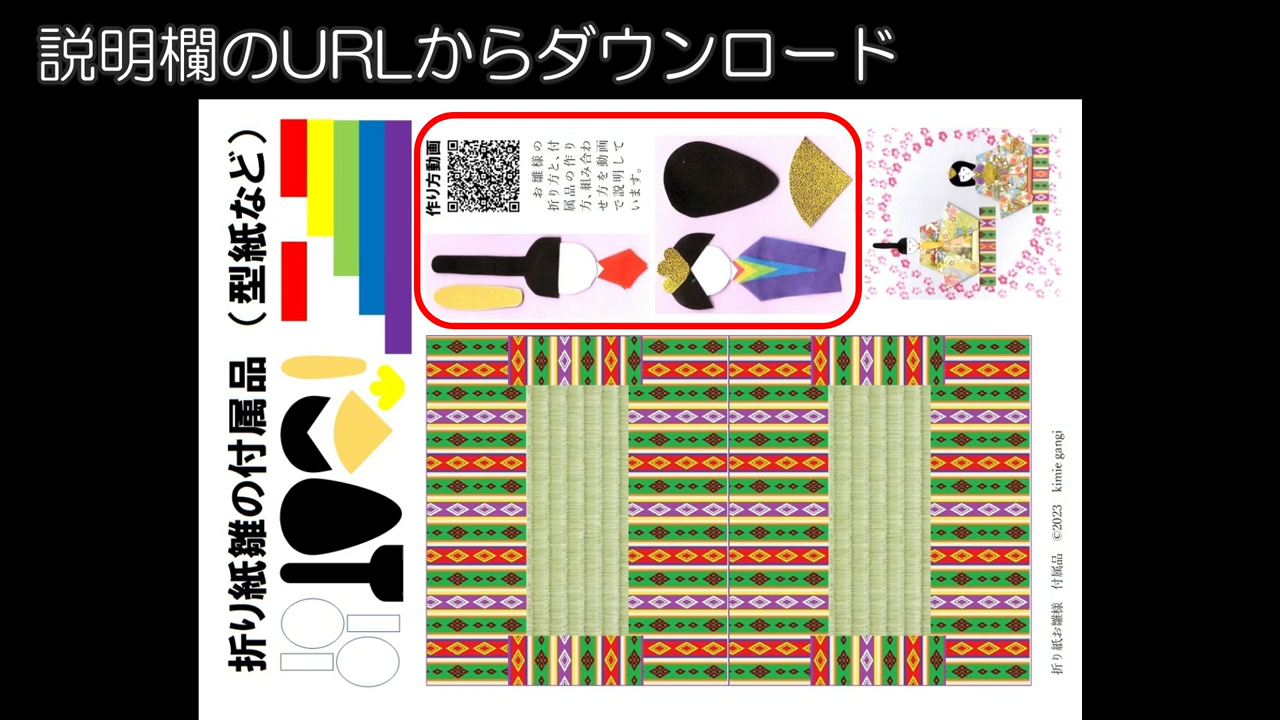 説明欄のURLからダウンロード
折り紙雛の付属品（型紙など）
作り方動画
お雛様の
折り方と、付
属品の作り
方、組み合わ
せ方を動画
で説明して
います。
折り紙お雛様　付属品　©2023　kimie gangi